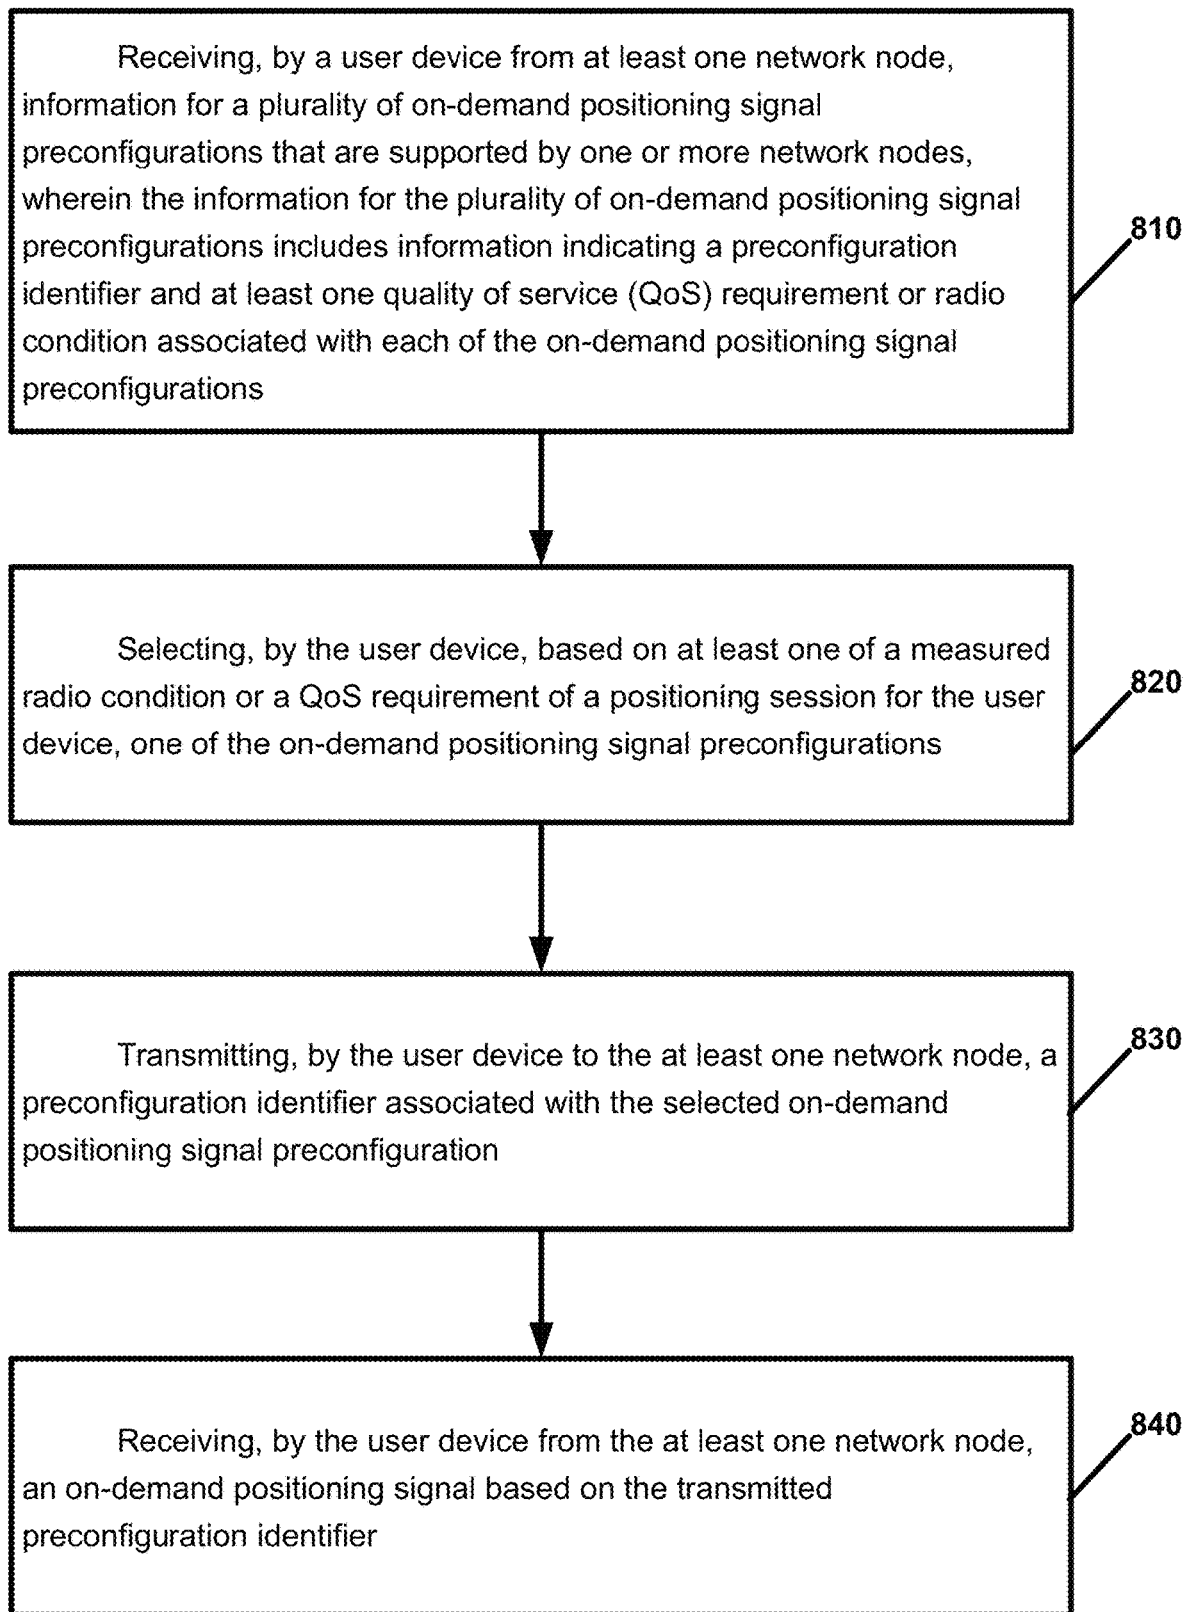 Receiving, by a user device from at least one network node,
information for a plurality of on-demand positioning signal
preconfigurations that are supported by one or more network nodes,
wherein the information for the plurality of on-demand positioning signal
preconfigurations includes information indicating a preconfiguration
identifier and at least one quality of service (QoS) requirement or radio
condition associated with each of the on-demand positioning signal
preconfigurations
810
Selecting, by the user device, based on at least one of a measured
radio condition or a QoS requirement of a positioning session for the user
device, one of the on-demand positioning signal preconfigurations
820
Transmitting, by the user device to the at least one network node, a
preconfiguration identifier associated with the selected on-demand
positioning signal preconfiguration
830
Receiving, by the user device from the at least one network node,
an on-demand positioning signal based on the transmitted
preconfiguration identifier
840